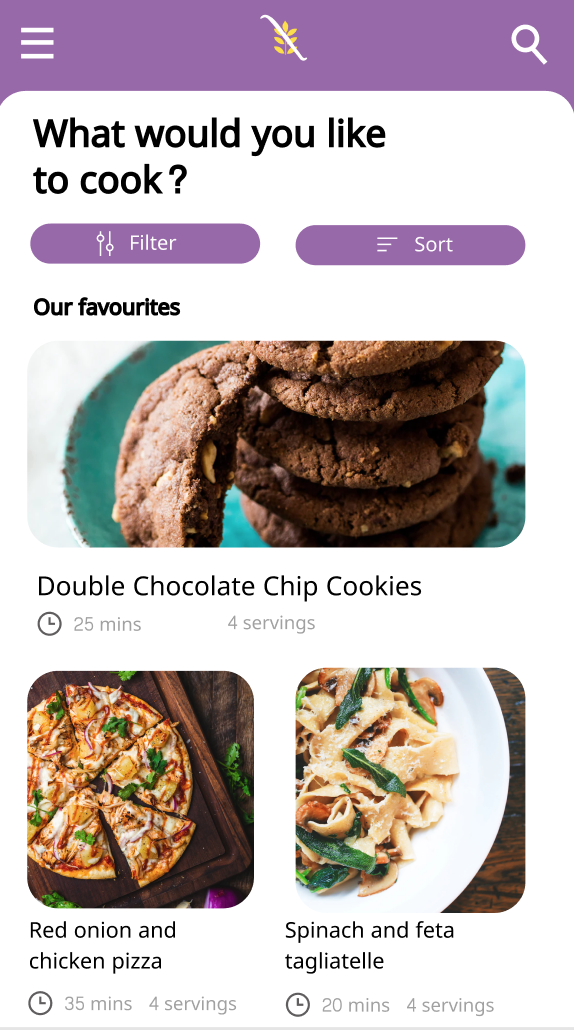 What would you like
to cook?
Filter
Sort
Our favourites
Double Chocolate Chip Cookies
25 mins 4 servings
Red onion and
chicken pizza
35 mins 4 servings
Spinach and feta
tagliatelle
20 mins 4 servings